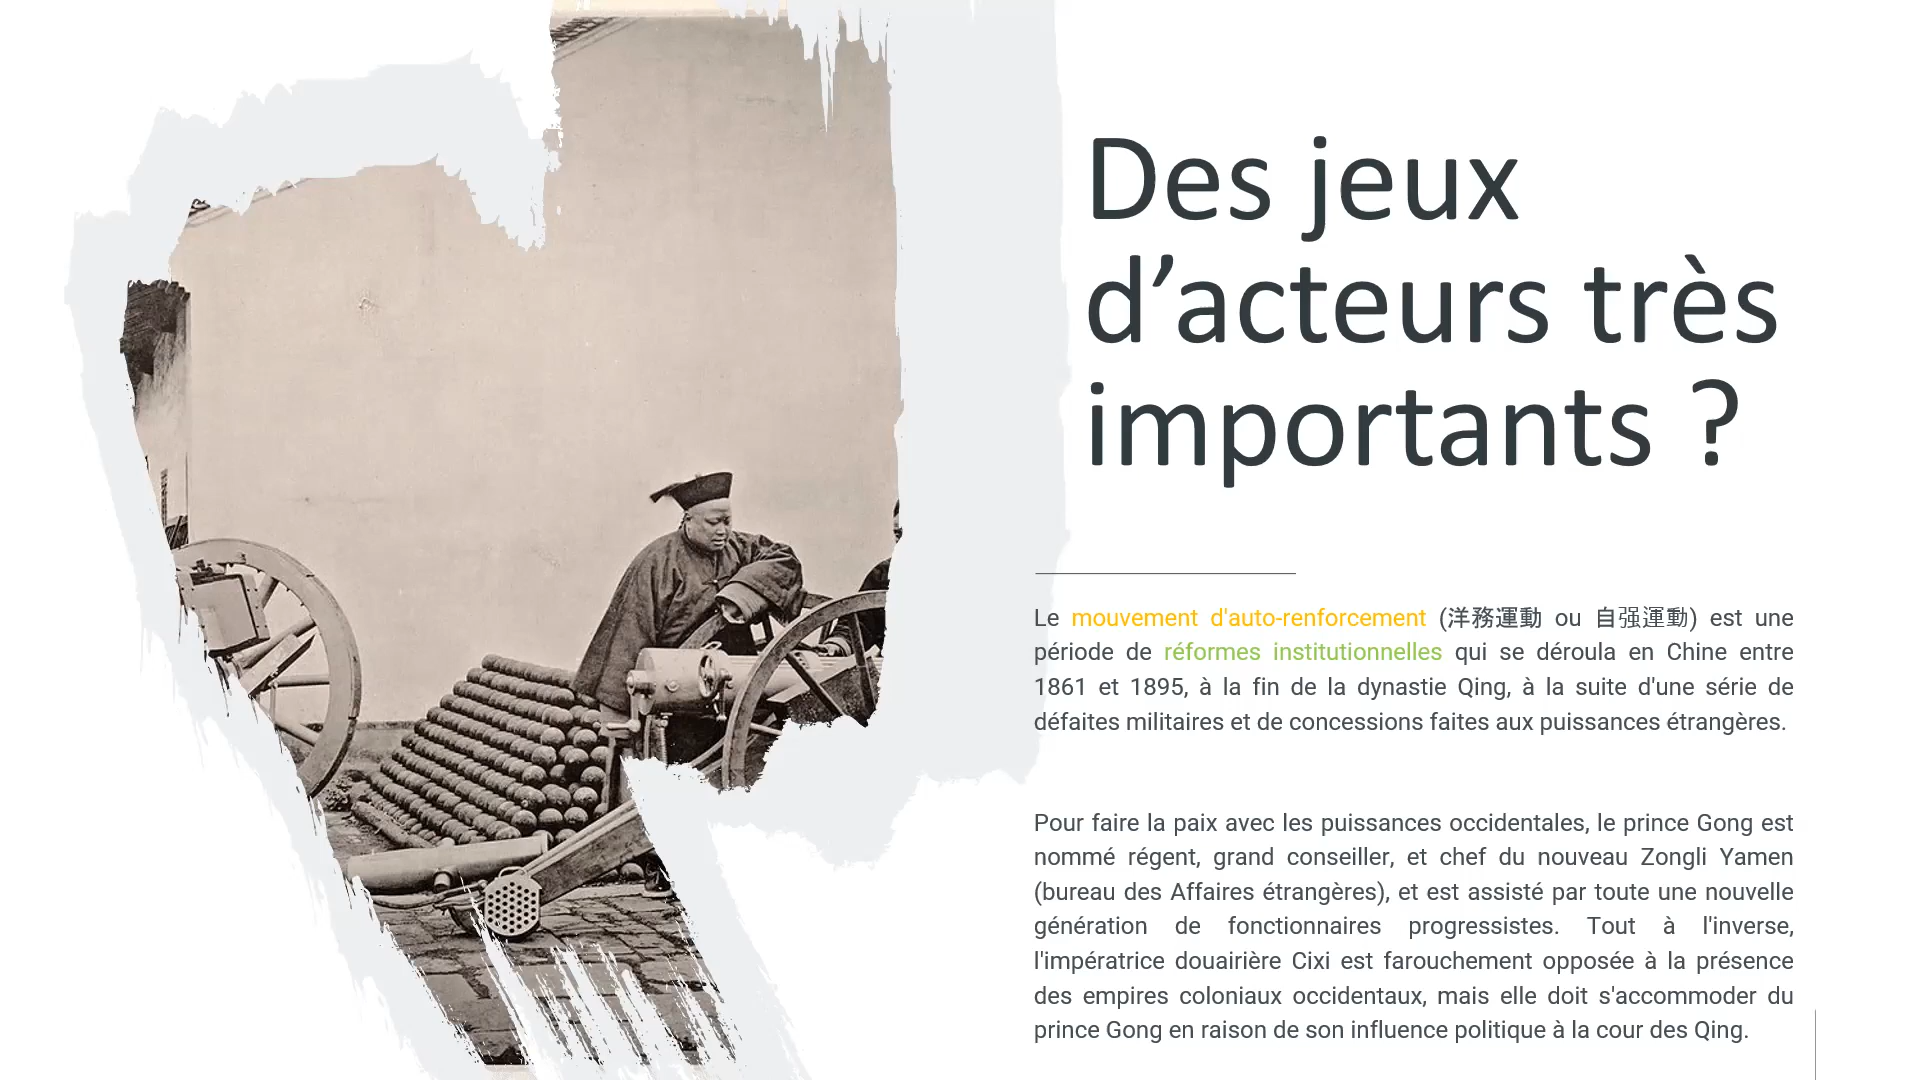 Des jeux
d’acteurs très
importants ?
Le mouvement d'auto-renforcement (洋務運動 ou 自强運動) est une
période de réformes institutionnelles qui se déroula en Chine entre
1861 et 1895, à la fin de la dynastie Qing, à la suite d'une série de
défaites militaires et de concessions faites aux puissances étrangères.
Pour faire la paix avec les puissances occidentales, le prince Gong est
nommé régent, grand conseiller, et chef du nouveau Zongli Yamen
(bureau des Affaires étrangères), et est assisté par toute une nouvelle
génération de fonctionnaires progressistes. Tout à l'inverse,
l'impératrice douairière Cixi est farouchement opposée à la présence
des empires coloniaux occidentaux, mais elle doit s'accommoder du
prince Gong en raison de son influence politique à la cour des Qing.